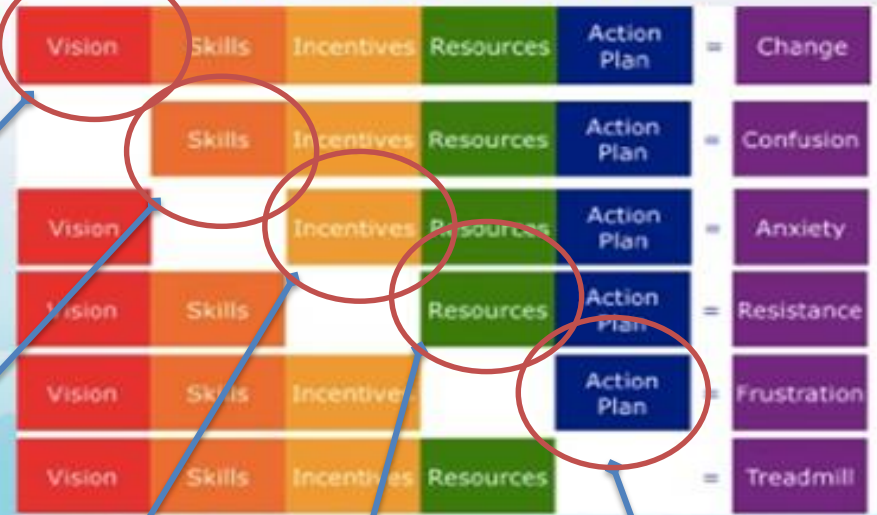 Vision Skills Incentives Resources Action Plan = Change
Skills Incentives Resources Action Plan = Confusion
Vision Incentives Resources Action Plan = Anxiety
Vision Skills Resources Action Plan = Resistance
Vision Skills Incentives Action Plan = Frustration
Vision Skills Incentives Resources = Treadmill